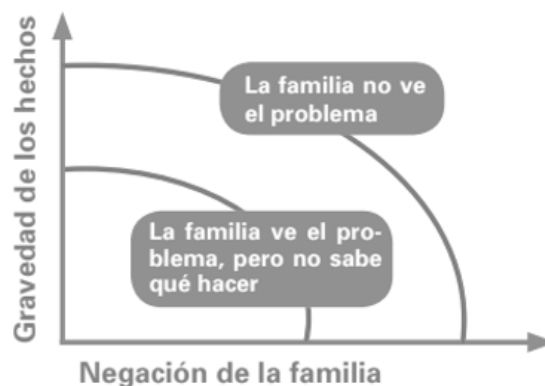 Gravedad de los hechos
La familia no ve
el problema
La familia ve el pro-
blema, pero no sabe
qué hacer
Negación de la familia